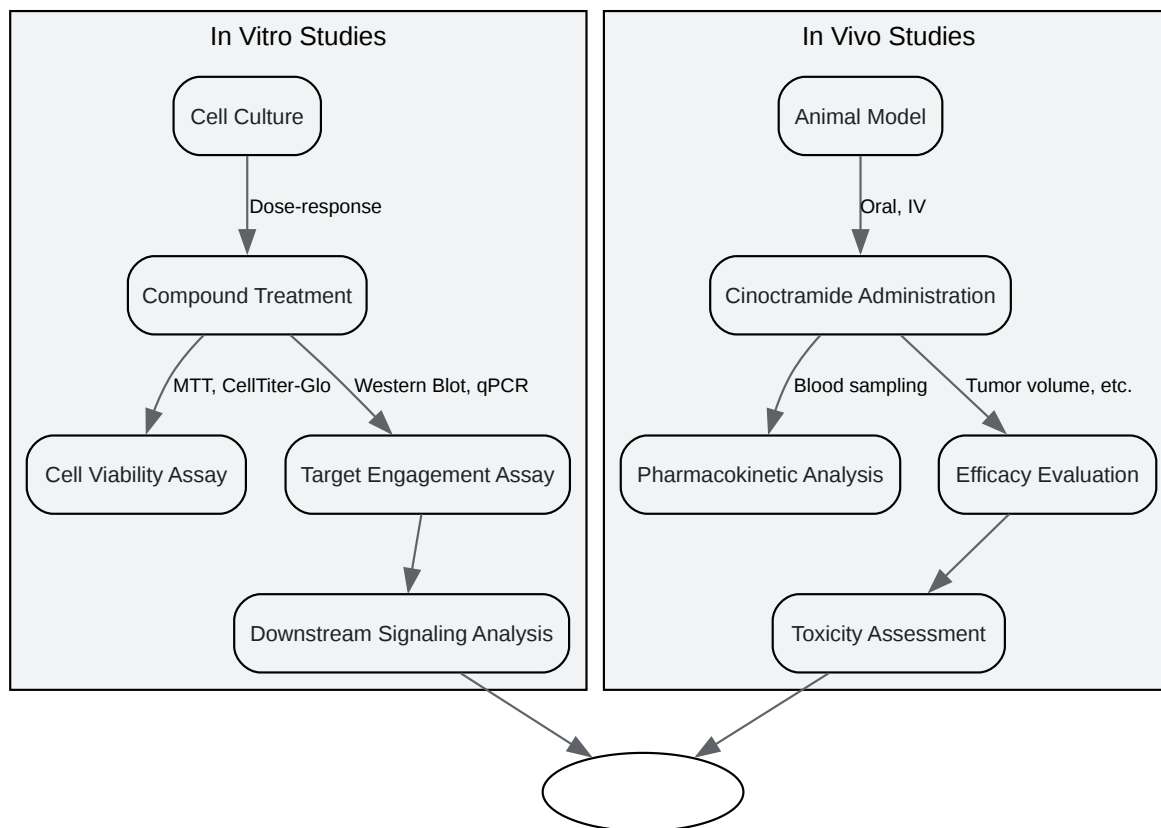 In Vitro Studies
Cell Culture
Dose-response
Compound Treatment
MTT, CellTiter-Glo
Western Blot, qPCR
Cell Viability Assay
Target Engagement Assay
Downstream Signaling Analysis
In Vivo Studies
Animal Model
Oral, IV
Cinoctramide Administration
Blood sampling
Tumor volume, etc.
Pharmacokinetic Analysis
Efficacy Evaluation
Toxicity Assessment